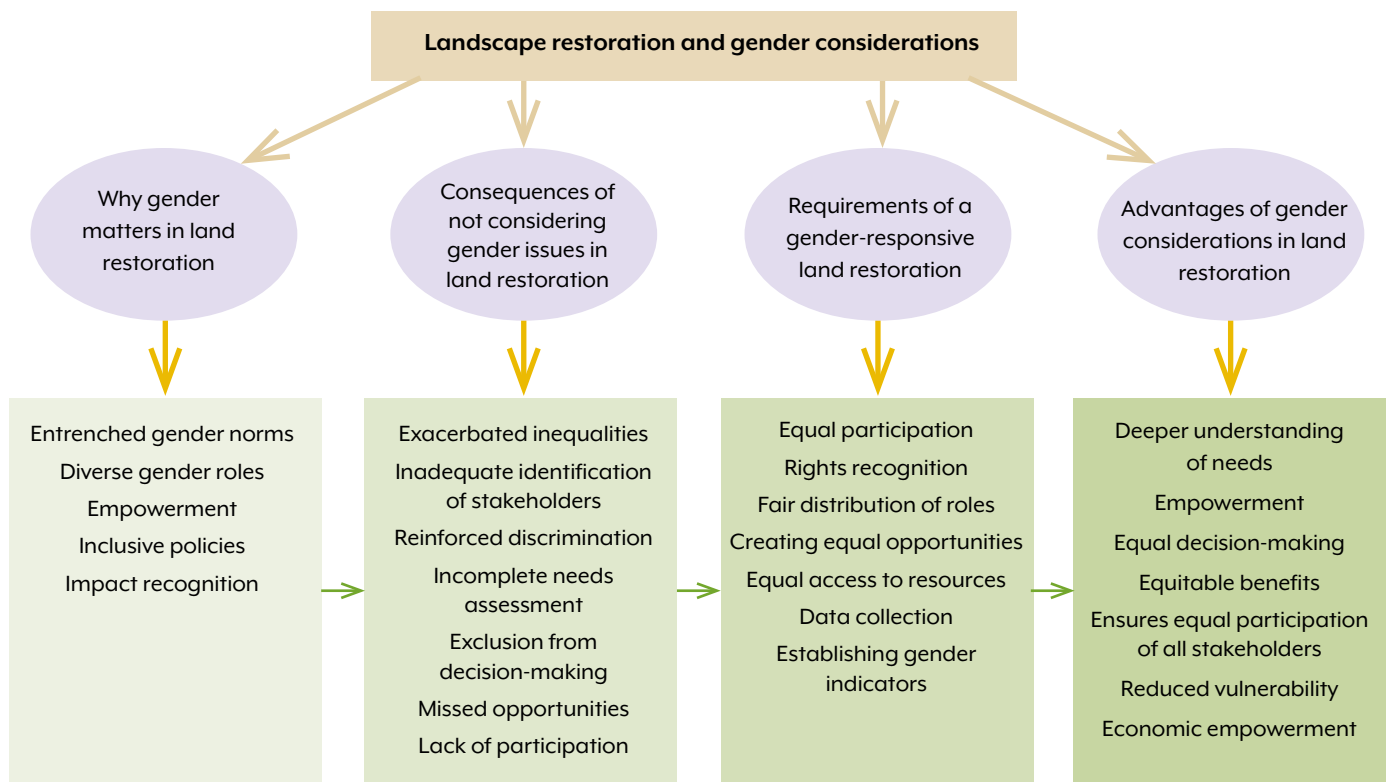 Landscape restoration and gender considerations
Why gender
matters in land
restoration
Consequences of
not considering
gender issues in
land restoration
Requirements of a
gender-responsive
land restoration
Advantages of gender
considerations in land
restoration
Entrenched gender norms
Diverse gender roles
Empowerment
Inclusive policies
Impact recognition
Exacerbated inequalities
Inadequate identification
of stakeholders
Reinforced discrimination
Incomplete needs
assessment
Exclusion from
decision-making
Missed opportunities
Lack of participation
Equal participation
Rights recognition
Fair distribution of roles
Creating equal opportunities
Equal access to resources
Data collection
Establishing gender
indicators
Deeper understanding
of needs
Empowerment
Equal decision-making
Equitable benefits
Ensures equal participation
of all stakeholders
Reduced vulnerability
Economic empowerment